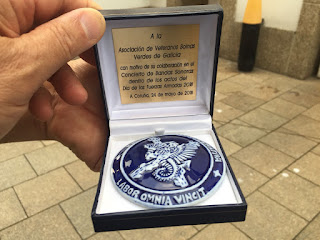 A la
Asociación de Veteranos Boinas
Verdes de Galicia
con motivo de la colaboración en el
Concierto de Bandas Sonoras
dentro de los actos del
Día de las Fuerzas Armadas 2018
A Coruña, 24 de mayo de 2018
LABOR OMNIA VINCIT